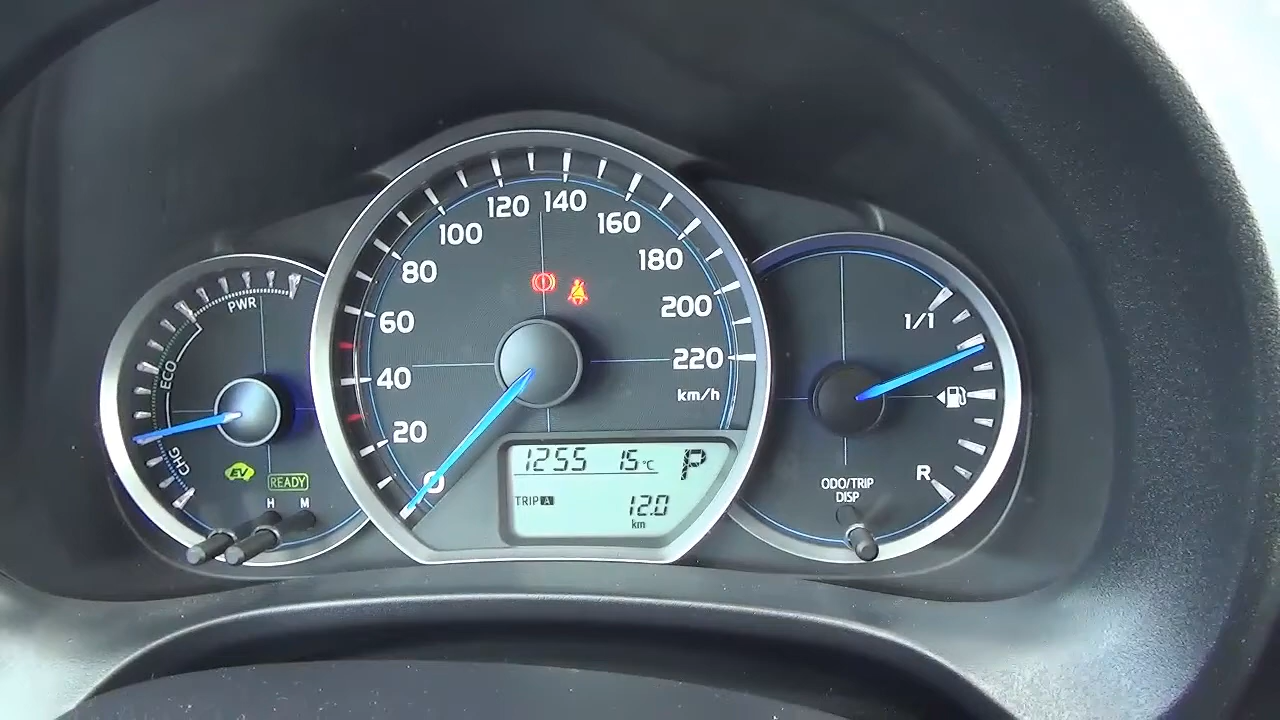 PWR
ECO
CHG
EV
READY
H M
0
20
40
60
80
100
120
140
160
180
200
220
km/h
1255 15°C P
TRIP A 12.0
km
1/1
R
ODO/TRIP
DISP